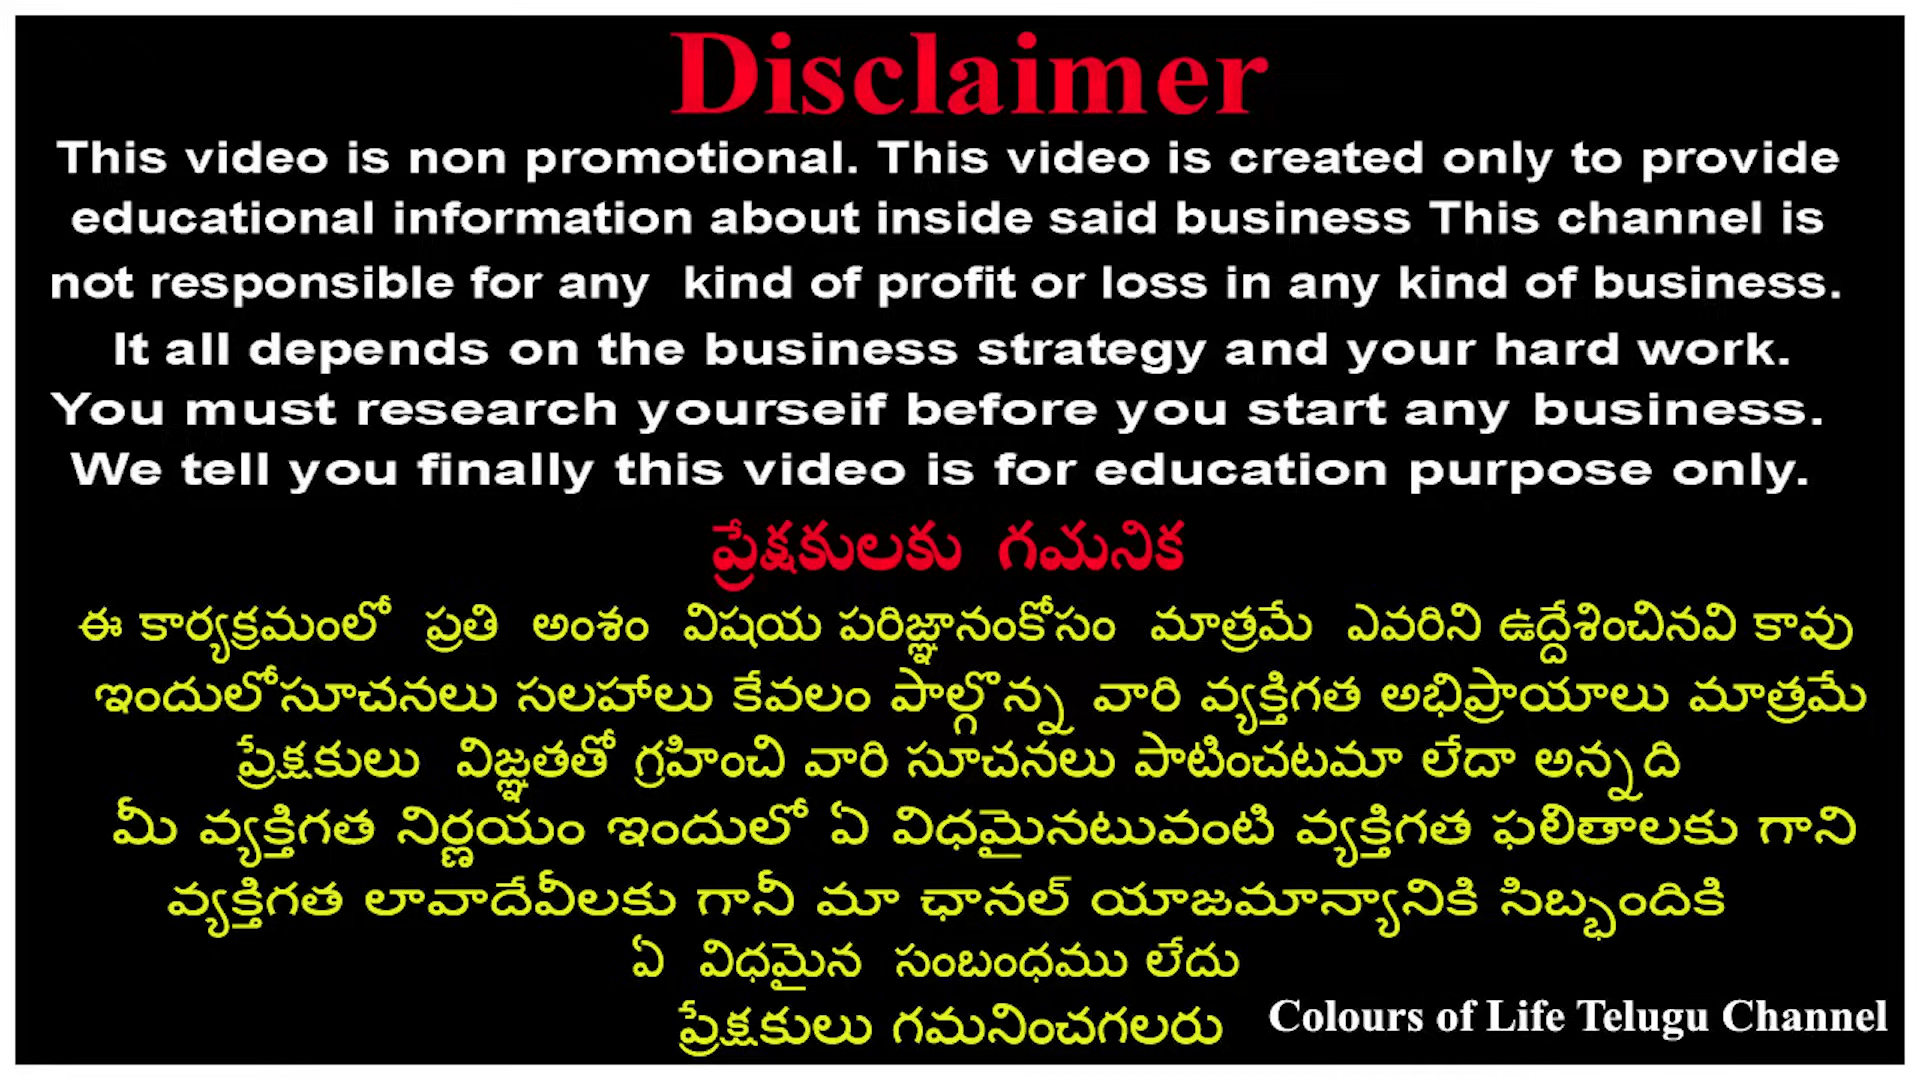 Disclaimer
This video is non promotional. This video is created only to provide
educational information about inside said business This channel is
not responsible for any kind of profit or loss in any kind of business.
It all depends on the business strategy and your hard work.
You must research yourseif before you start any business.
We tell you finally this video is for education purpose only.
ప్రేక్షకులకు గమనిక
ఈ కార్యక్రమంలో ప్రతి అంశం విషయ పరిజ్ఞానంకోసం మాత్రమే ఎవరిని ఉద్దేశించినవి కావు
ఇందులోసూచనలు సలహాలు కేవలం పాల్గొన్న వారి వ్యక్తిగత అభిప్రాయాలు మాత్రమే
ప్రేక్షకులు విజ్ఞతతో గ్రహించి వారి సూచనలు పాటించటమా లేదా అన్నది
మీ వ్యక్తిగత నిర్ణయం ఇందులో ఏ విధమైనటువంటి వ్యక్తిగత ఫలితాలకు గాని
వ్యక్తిగత లావాదేవీలకు గానీ మా ఛానల్ యాజమాన్యానికి సిబ్బందికి
ఏ విధమైన సంబంధము లేదు
ప్రేక్షకులు గమనించగలరు
Colours of Life Telugu Channel